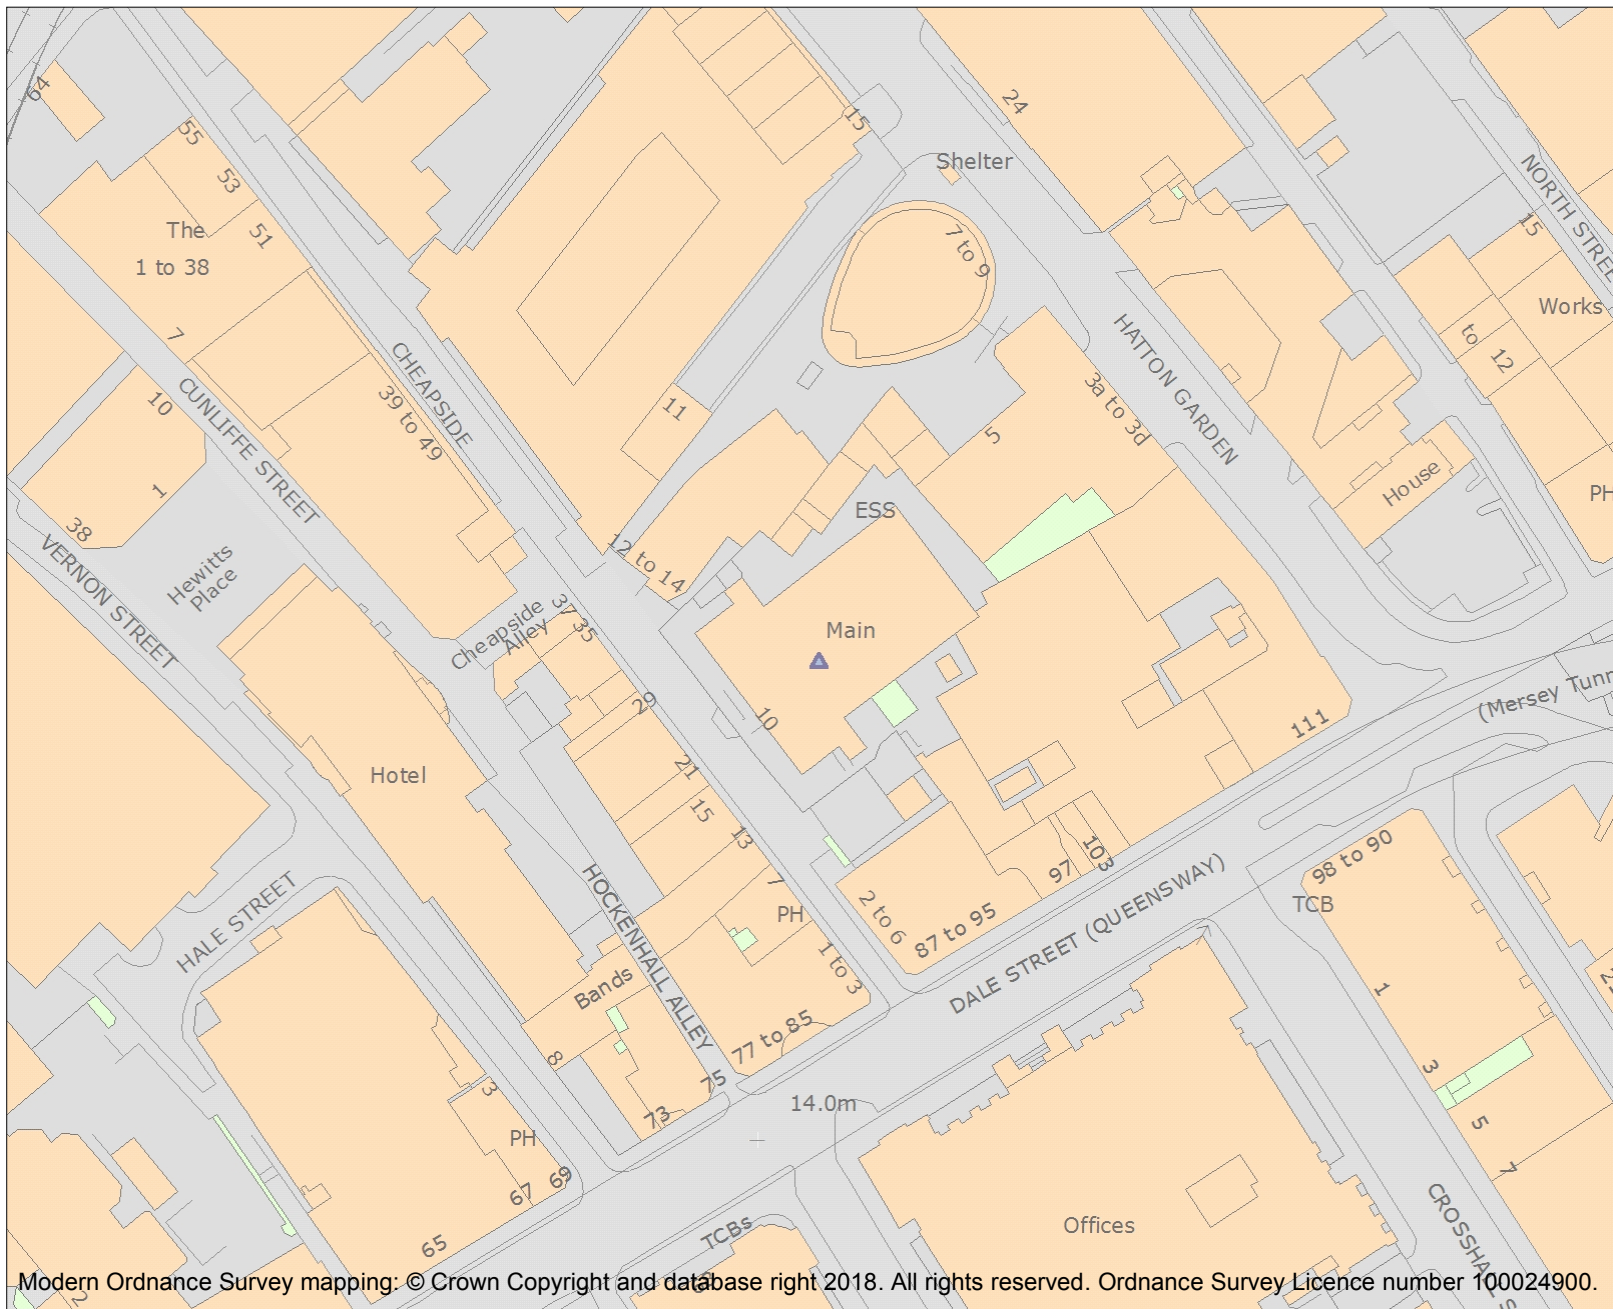 64
55
53
51
The
1 to 38
7
15
Shelter
24
7 to 9
NORTH STREE
15
Works
to 12
HATTON GARDEN
3a to 3d
5
CHEAPSIDE
39 to 49
CUNLIFFE STREET
10
1
38
11
House
PH
ESS
VERNON STREET
Hewitts
Place
12 to 14
37
35
Cheapside
Alley
Main
29
10
(Mersey Tunn
111
Hotel
21
15
13
103
97
98 to 90
TCB
HOCKENHALL ALLEY
7
PH
2 to 6
87 to 95
DALE STREET (QUEENSWAY)
HALE STREET
1 to 3
Bands
1
77 to 85
8
75
14.0m
3
73
3
5
7
PH
67
69
TCBs
Offices
CROSSHALL S
65
2
Modern Ordnance Survey mapping: © Crown Copyright and database right 2018. All rights reserved. Ordnance Survey Licence number 100024900.